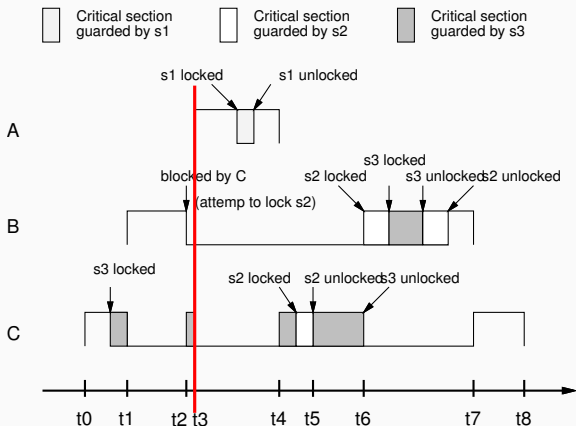 Critical section
guarded by s1
Critical section
guarded by s2
Critical section
guarded by s3
s1 locked
s1 unlocked
A
blocked by C
(attemp to lock s2)
s2 locked
s3 locked
s3 unlocked
s2 unlocked
B
s3 locked
s2 locked
s2 unlocked
s3 unlocked
C
t0 t1 t2 t3 t4 t5 t6 t7 t8